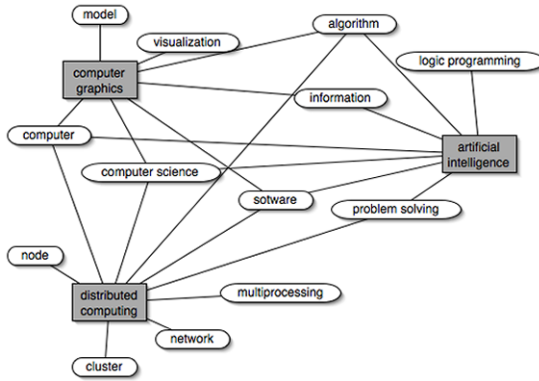 model
algorithm
visualization
logic programming
computer
graphics
information
computer
artificial
intelligence
computer science
sotware
problem solving
node
distributed
computing
multiprocessing
network
cluster